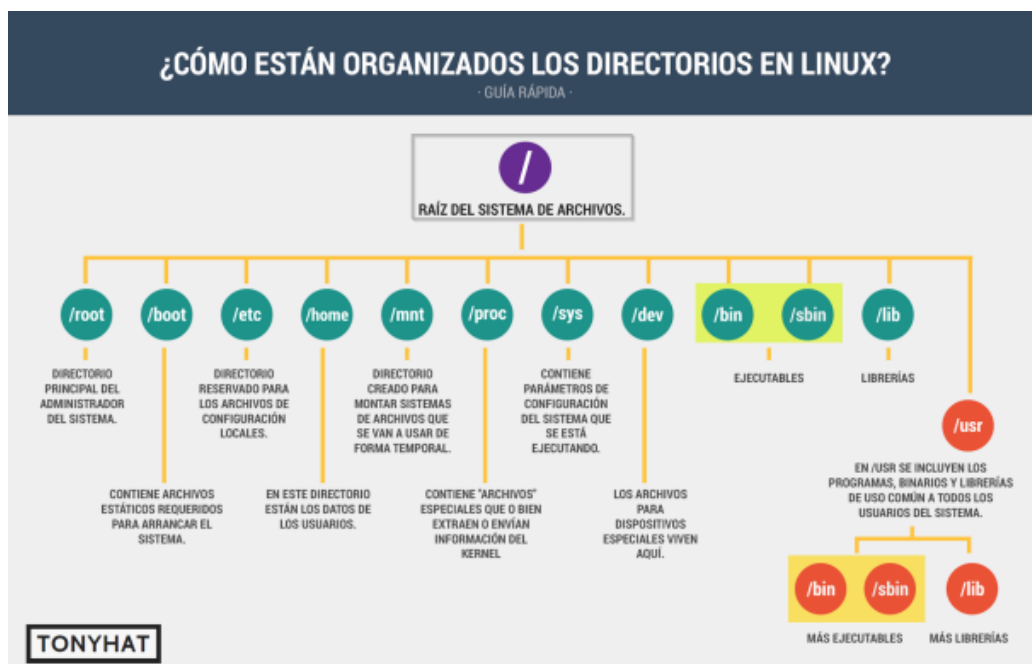 ¿CÓMO ESTÁN ORGANIZADOS LOS DIRECTORIOS EN LINUX?
· GUÍA RÁPIDA ·
/
RAÍZ DEL SISTEMA DE ARCHIVOS.
/root
/boot
/etc
/home
/mnt
/proc
/sys
/dev
/bin
/sbin
/lib
DIRECTORIO
PRINCIPAL DEL
ADMINISTRADOR
DEL SISTEMA.
DIRECTORIO
RESERVADO PARA
LOS ARCHIVOS DE
CONFIGURACIÓN
LOCALES.
DIRECTORIO
CREADO PARA
MONTAR SISTEMAS
DE ARCHIVOS QUE
SE VAN A USAR DE
FORMA TEMPORAL.
CONTIENE
PARÁMETROS DE
CONFIGURACIÓN
DEL SISTEMA QUE
SE ESTÁ
EJECUTANDO.
EJECUTABLES
LIBRERÍAS
CONTIENE ARCHIVOS
ESTÁTICOS REQUERIDOS
PARA ARRANCAR EL
SISTEMA.
EN ESTE DIRECTORIO
ESTÁN LOS DATOS DE
LOS USUARIOS.
CONTIENE "ARCHIVOS"
ESPECIALES QUE O BIEN
EXTRAEN O ENVÍAN
INFORMACIÓN DEL
KERNEL
LOS ARCHIVOS
PARA
DISPOSITIVOS
ESPECIALES VIVEN
AQUÍ.
/usr
EN /USR SE INCLUYEN LOS
PROGRAMAS, BINARIOS Y LIBRERÍAS
DE USO COMÚN A TODOS LOS
USUARIOS DEL SISTEMA.
/bin
/sbin
/lib
MÁS EJECUTABLES
MÁS LIBRERÍAS
TONYHAT